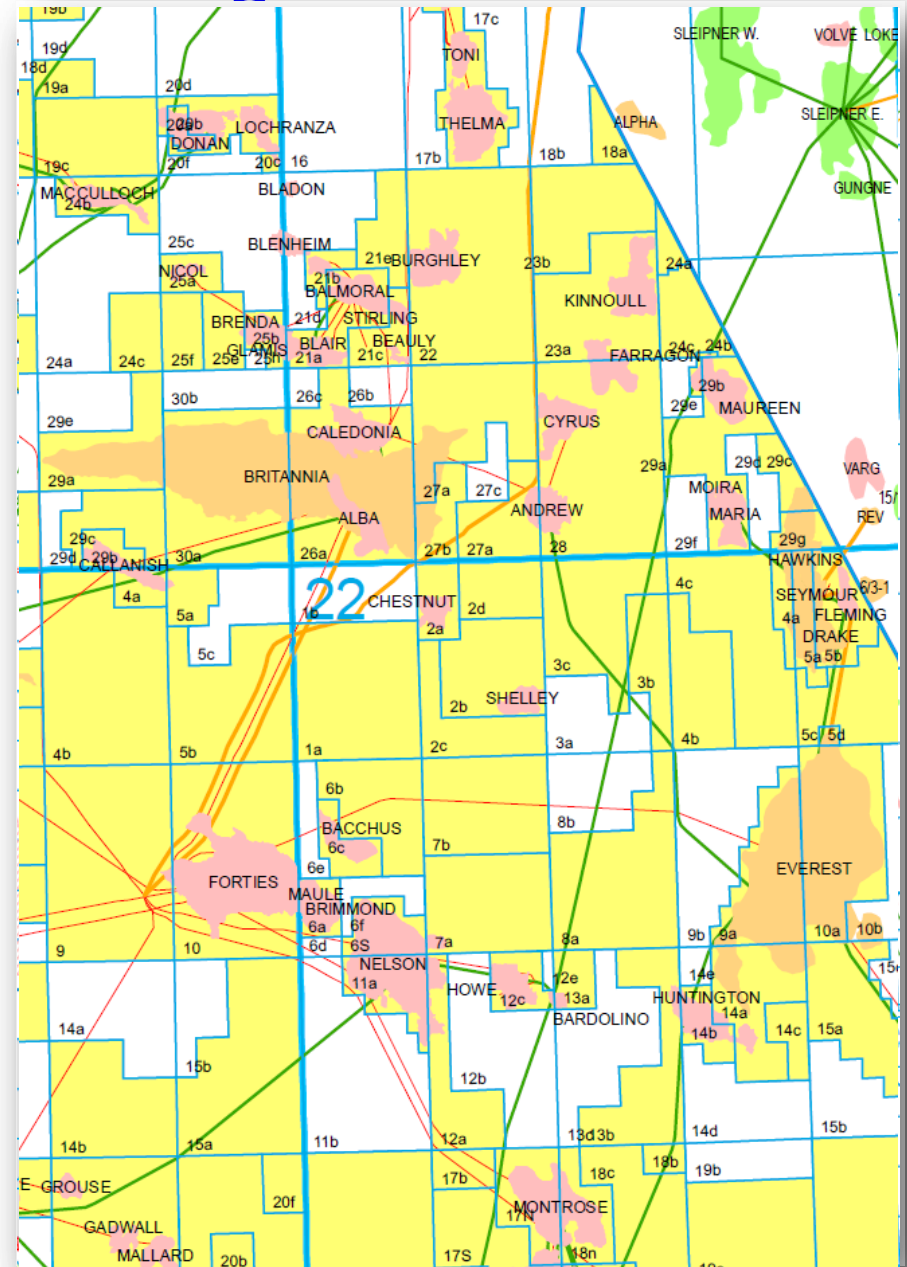 19b
17c
SLEIPNER W.
VOLVE LOKE
19d
TONI
18d
19a
20d
20b
LOCHRANZA
THELMA
ALPHA
SLEIPNER E.
DONAN
19c
20f
20c
16
17b
18b
18a
MACCULLOCH
BLADON
GUNGNE
24b
25c
BLENHEIM
21e
BURGHLEY
23b
24a
NICOL
25a
21b
BALMORAL
KINNOULL
BRENDA
21d
STIRLING
25b
GLAMIS
BLAIR
BEAULY
24c
24b
24a
24c
25f
25e
21a
21c
22
23a
FARRAGON
29b
30b
26c
26b
29e
MAUREEN
29e
CALEDONIA
CYRUS
29a
BRITANNIA
29a
29d
29c
VARG
27a
27c
MOIRA
15/
ALBA
ANDREW
MARIA
REV
29c
29g
29d
29b
30a
26a
27b
27a
28
29f
HAWKINS
CALLANISH
4a
22
CHESTNUT
4c
SEYMOUR
6/3-1
5a
1b
2d
4a
FLEMING
2a
DRAKE
5c
3c
5a
5b
SHELLEY
3b
2b
4b
5b
1a
2c
3a
4b
5c
5d
6b
BACCHUS
8b
6c
7b
EVEREST
6e
FORTIES
MAULE
BRIMMOND
6a
6f
9b
9a
10a
10b
9
10
6d
6S
7a
8a
NELSON
12e
14e
15
11a
HOWE
12c
13a
HUNTINGTON
BARDOLINO
14a
14a
14b
14c
15a
15b
12b
14b
15a
11b
12a
13d
13b
14d
15b
17b
18c
18b
19b
GROUSE
20f
MONTROSE
17N
GADWALL
MALLARD
20b
17S
18n